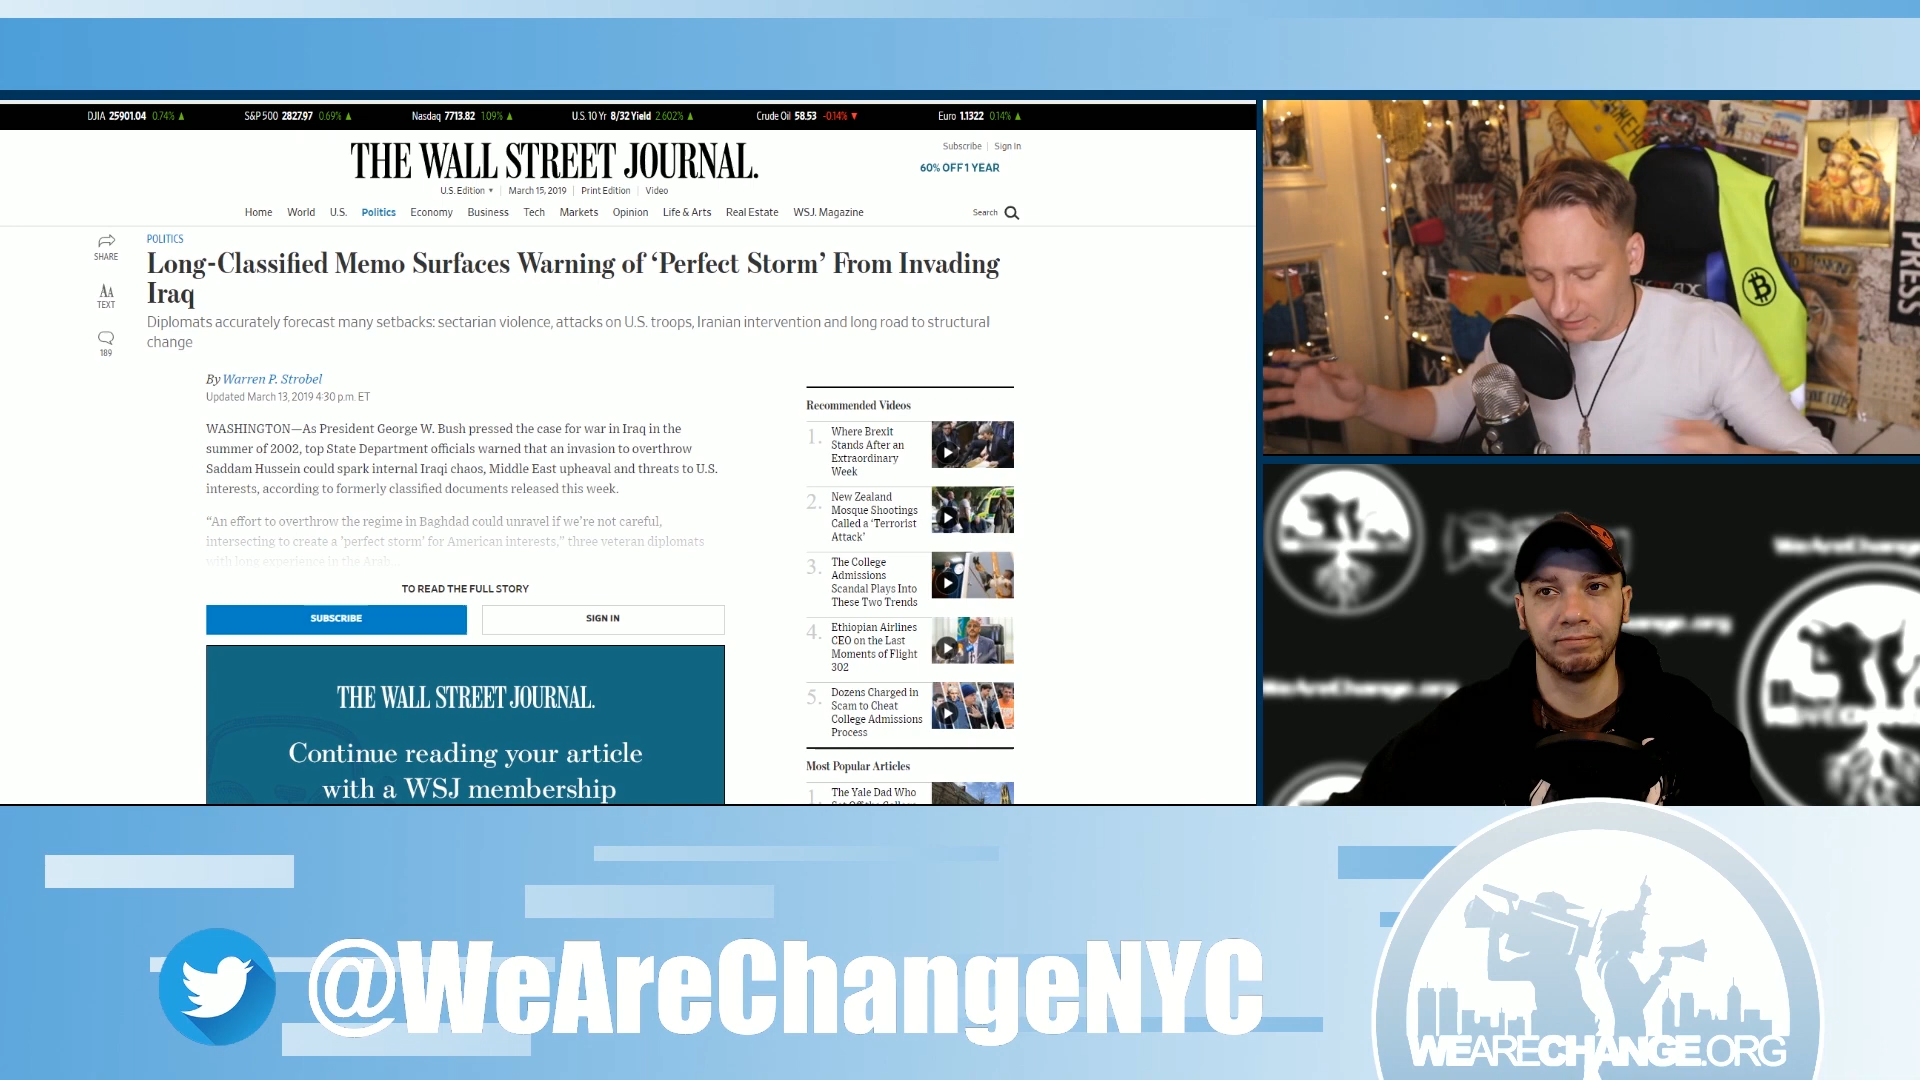 DJIA 25901.04 0.74% ▲ S&P 500 2827.97 0.69% ▲ Nasdaq 7713.82 1.09% ▲ U.S. 10 Yr 8/32 Yield 2.602% ▲ Crude Oil 58.53 -0.14% ▼ Euro 1.1322 0.14% ▲
Subscribe | Sign In
THE WALL STREET JOURNAL.
60% OFF 1 YEAR
U.S. Edition ▼ | March 15, 2019 | Print Edition | Video
Home World U.S. Politics Economy Business Tech Markets Opinion Life & Arts Real Estate WSJ. Magazine
Search
SHARE
AA
TEXT
189
POLITICS
Long-Classified Memo Surfaces Warning of ‘Perfect Storm’ From Invading
Iraq
Diplomats accurately forecast many setbacks: sectarian violence, attacks on U.S. troops, Iranian intervention and long road to structural
change
By Warren P. Strobel
Updated March 13, 2019 4:30 p.m. ET
WASHINGTON—As President George W. Bush pressed the case for war in Iraq in the
summer of 2002, top State Department officials warned that an invasion to overthrow
Saddam Hussein could spark internal Iraqi chaos, Middle East upheaval and threats to U.S.
interests, according to formerly classified documents released this week.
“An effort to overthrow the regime in Baghdad could unravel if we’re not careful,
intersecting to create a ‘perfect storm’ for American interests,” three veteran diplomats
with long experience in the Arab...
TO READ THE FULL STORY
SUBSCRIBE
SIGN IN
THE WALL STREET JOURNAL.
Continue reading your article
with a WSJ membership
Recommended Videos
1. Where Brexit
Stands After an
Extraordinary
Week
2. New Zealand
Mosque Shootings
Called a ‘Terrorist
Attack’
3. The College
Admissions
Scandal Plays Into
These Two Trends
4. Ethiopian Airlines
CEO on the Last
Moments of Flight
302
5. Dozens Charged in
Scam to Cheat
College Admissions
Process
Most Popular Articles
1. The Yale Dad Who
PRESS
WeAreChange
WeAreChange.org
ange.org
@WeAreChangeNYC
WEARECHANGE.ORG